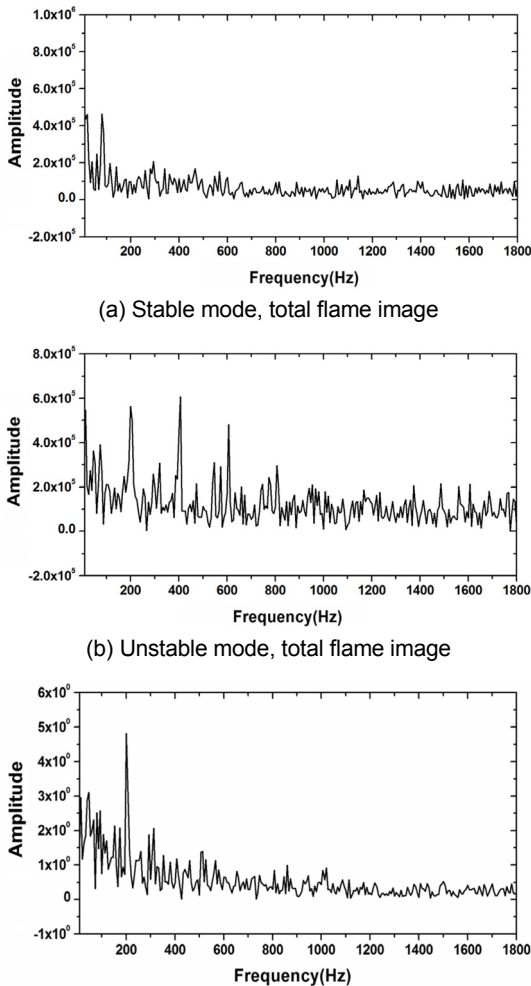 1.0x10⁶
8.0x10⁵
6.0x10⁵
4.0x10⁵
2.0x10⁵
0.0
-2.0x10⁵
Amplitude
200 400 600 800 1000 1200 1400 1600 1800
Frequency(Hz)
(a) Stable mode, total flame image
8.0x10⁵
6.0x10⁵
4.0x10⁵
2.0x10⁵
0.0
-2.0x10⁵
Amplitude
200 400 600 800 1000 1200 1400 1600 1800
Frequency(Hz)
(b) Unstable mode, total flame image
6x10⁰
5x10⁰
4x10⁰
3x10⁰
2x10⁰
1x10⁰
0
-1x10⁰
Amplitude
200 400 600 800 1000 1200 1400 1600 1800
Frequency(Hz)